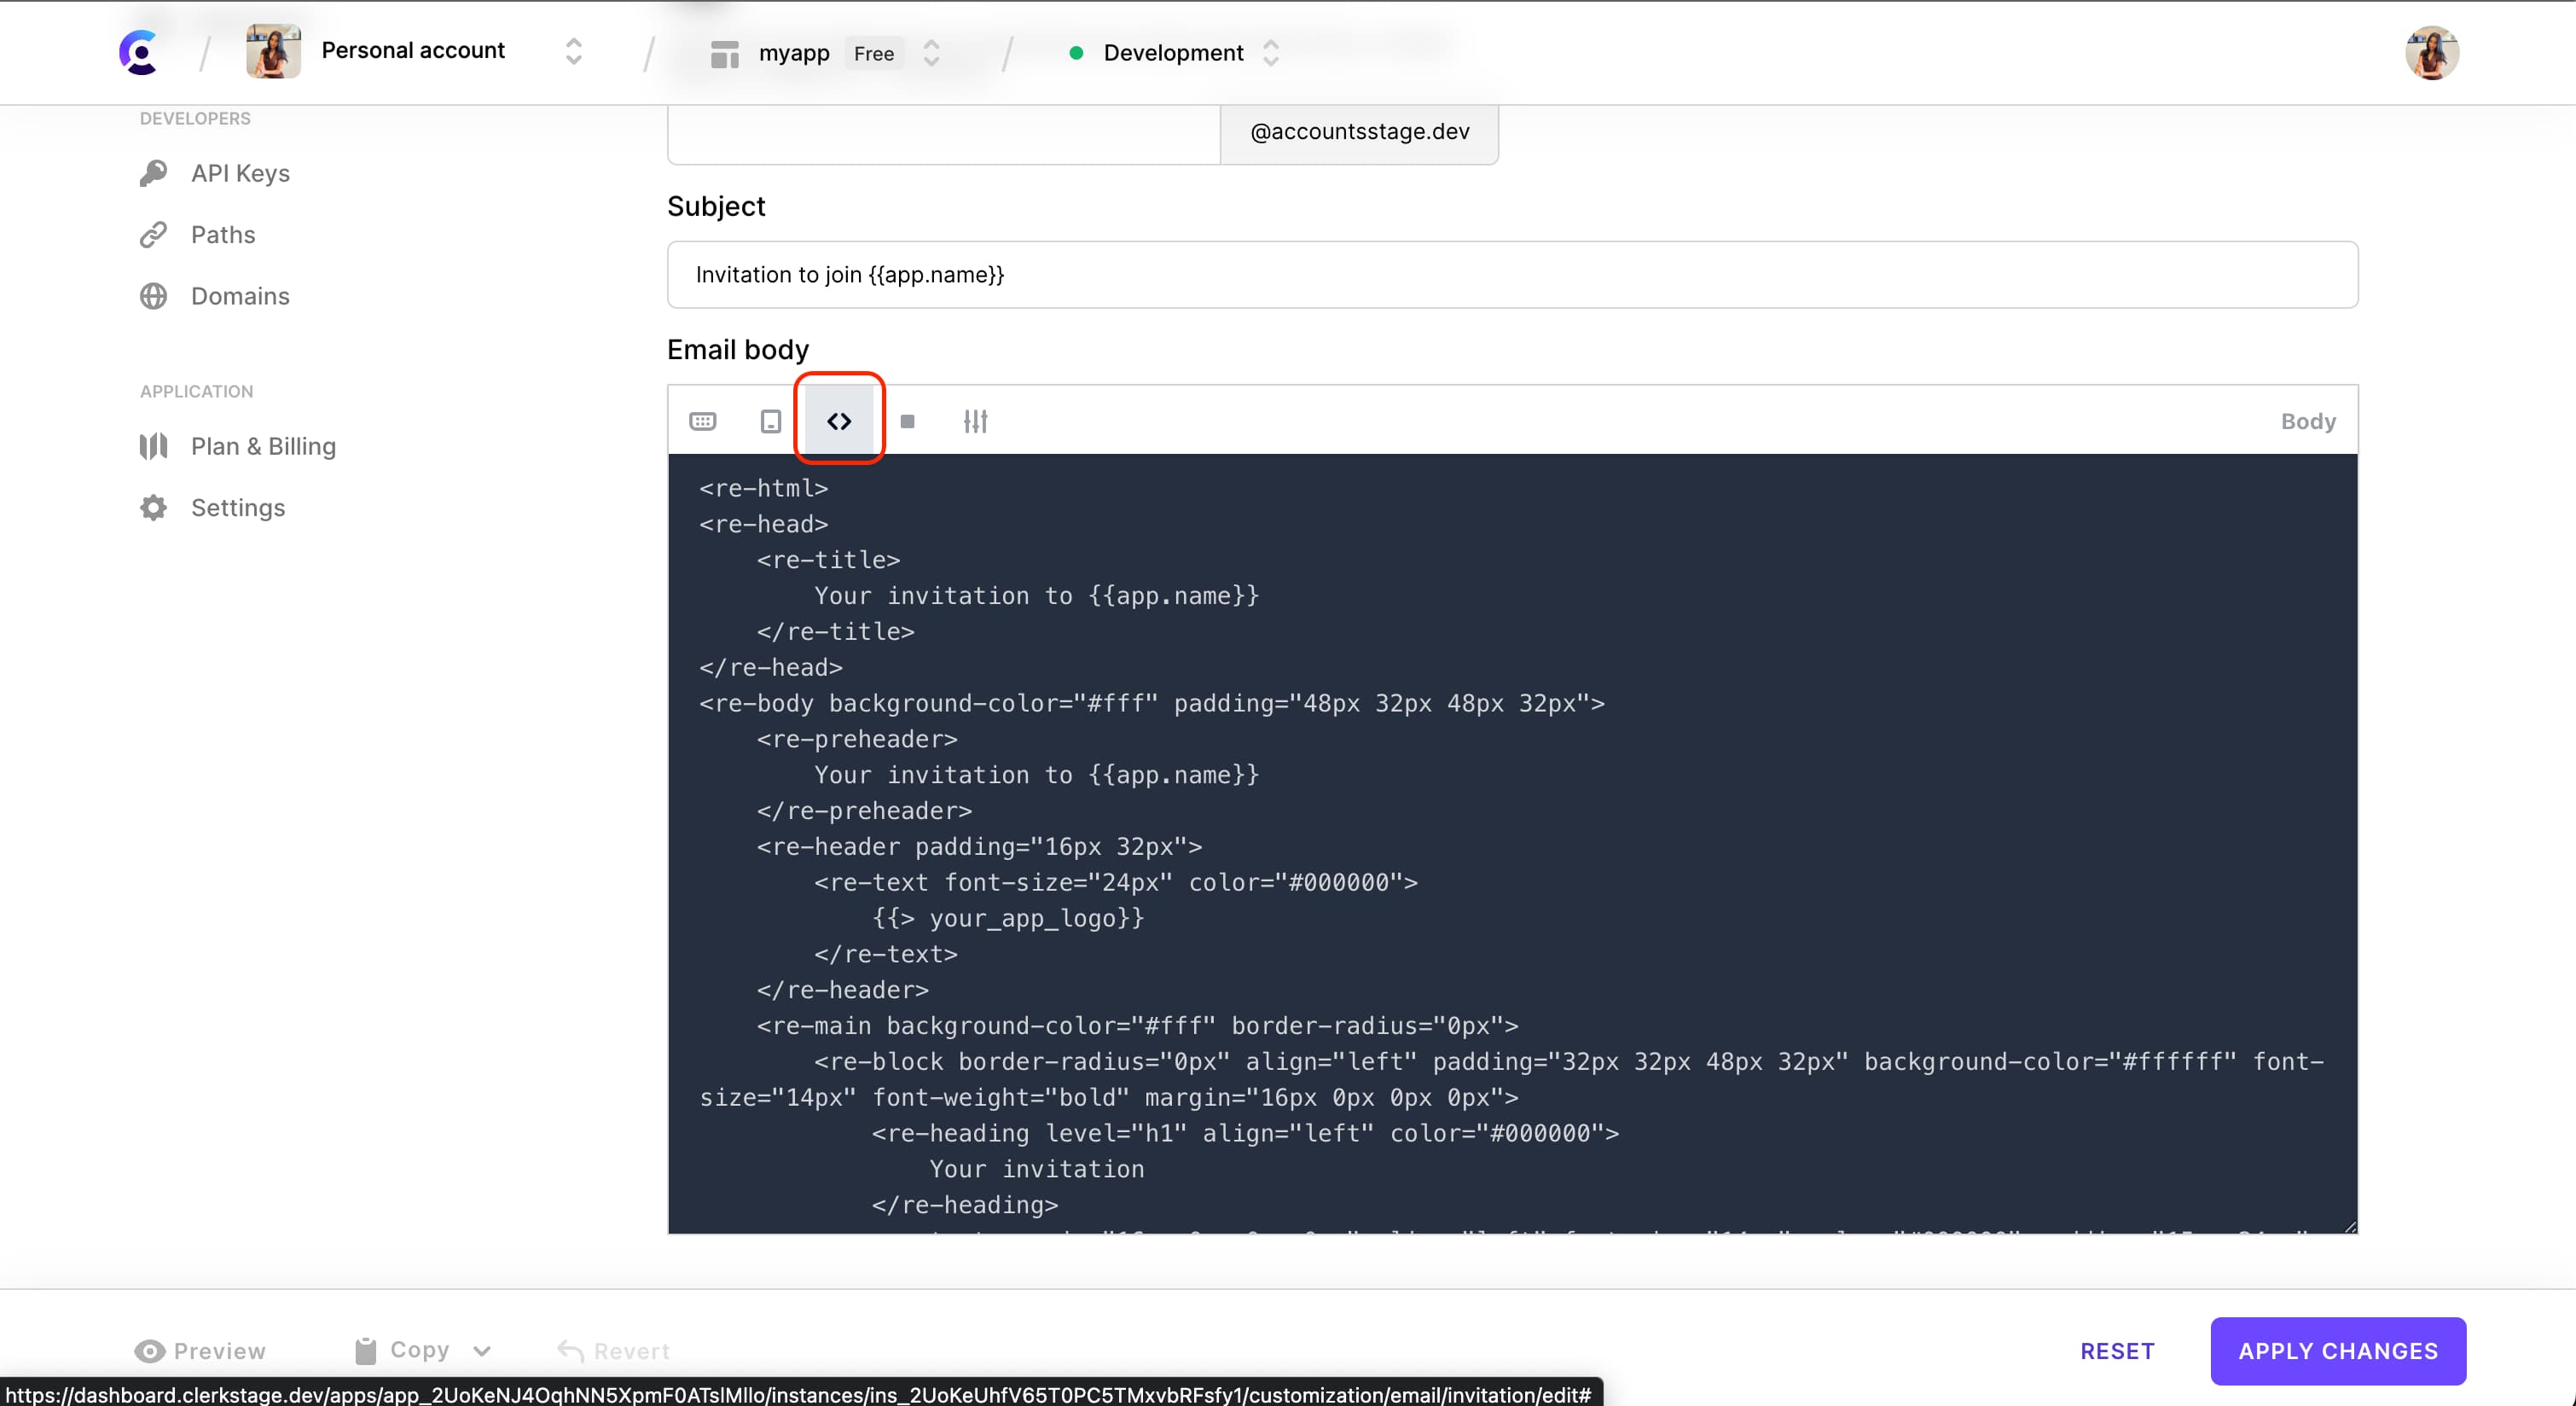 Personal account
myapp Free
Development
DEVELOPERS
@accountsstage.dev
API Keys
Subject
Paths
Invitation to join {{app.name}}
Domains
Email body
APPLICATION
Body
Plan & Billing
Settings
<re-html>
<re-head>
<re-title>
Your invitation to {{app.name}}
</re-title>
</re-head>
<re-body background-color="#fff" padding="48px 32px 48px 32px">
<re-preheader>
Your invitation to {{app.name}}
</re-preheader>
<re-header padding="16px 32px">
<re-text font-size="24px" color="#000000">
{{> your_app_logo}}
</re-text>
</re-header>
<re-main background-color="#fff" border-radius="0px">
<re-block border-radius="0px" align="left" padding="32px 32px 48px 32px" background-color="#ffffff" font-
size="14px" font-weight="bold" margin="16px 0px 0px 0px">
<re-heading level="h1" align="left" color="#000000">
Your invitation
</re-heading>
Preview
Copy
Revert
RESET
APPLY CHANGES
https://dashboard.clerkstage.dev/apps/app_2UoKeNJ4OqhNN5XpmF0ATslMllo/instances/ins_2UoKeUhfV65T0PC5TMxvbRFsfy1/customization/email/invitation/edit#